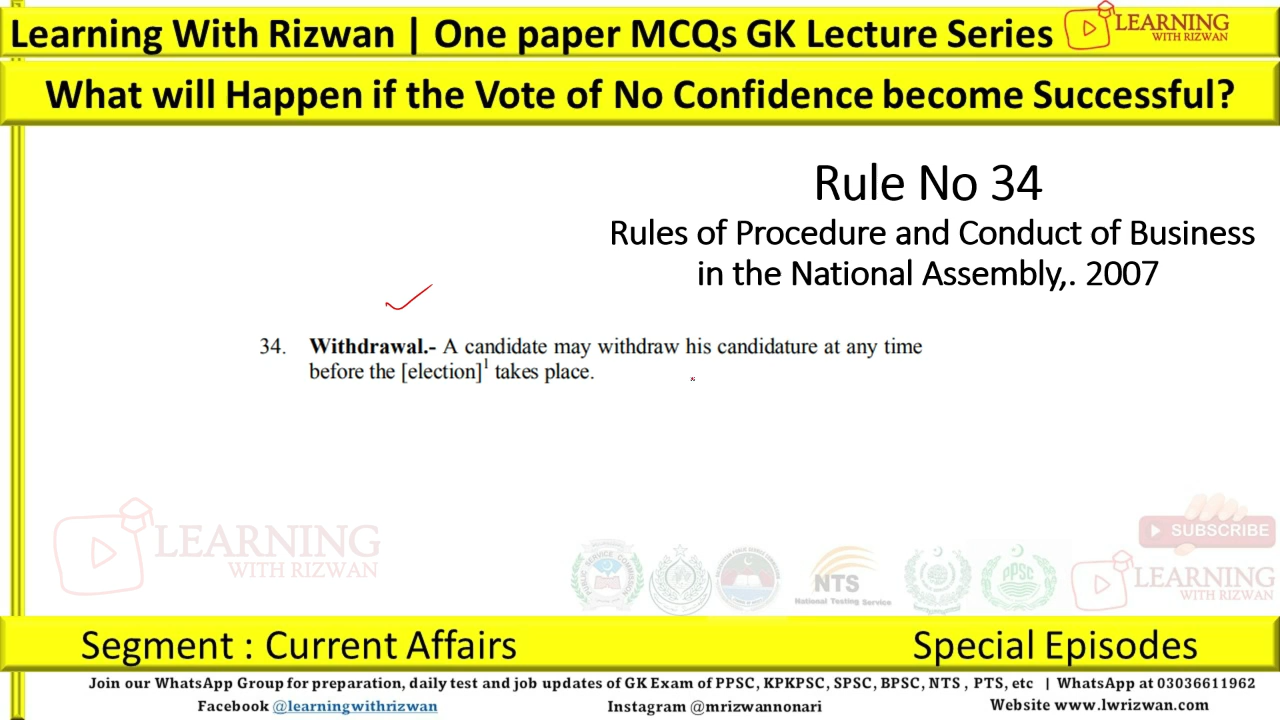 Learning With Rizwan | One paper MCQs GK Lecture Series
LEARNING
WITH RIZWAN
What will Happen if the Vote of No Confidence become Successful?
Rule No 34
Rules of Procedure and Conduct of Business
in the National Assembly,. 2007
34. Withdrawal.- A candidate may withdraw his candidature at any time
before the [election]¹ takes place.
LEARNING
WITH RIZWAN
NTS
National Testing Service
PPSC
SUBSCRIBE
LEARNING
WITH RIZWAN
Segment : Current Affairs
Special Episodes
Join our WhatsApp Group for preparation, daily test and job updates of GK Exam of PPSC, KPKPSC, SPSC, BPSC, NTS , PTS, etc | WhatsApp at 03036611962
Facebook @learningwithrizwan
Instagram @mrizwannonari
Website www.lwrizwan.com